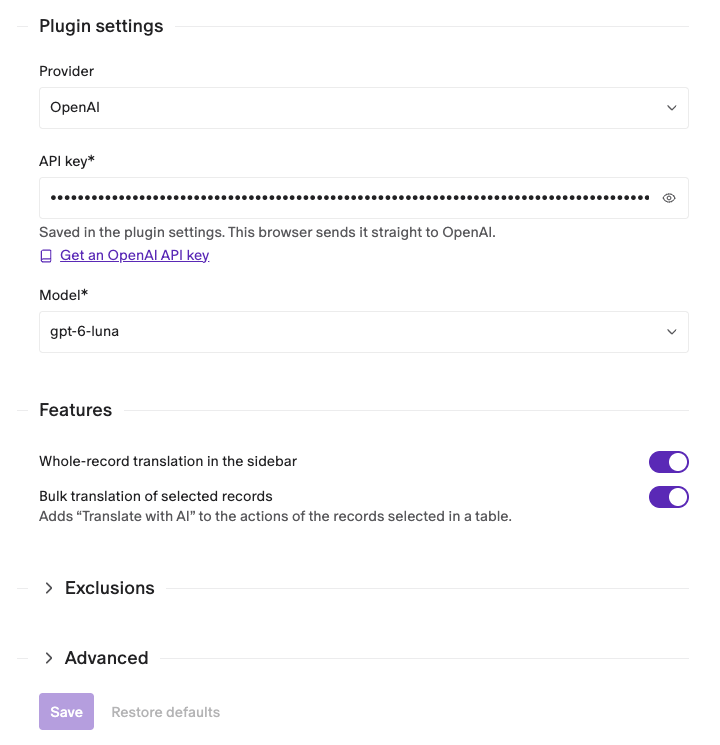 Plugin settings
Provider
OpenAI
API key*
••••••••••••••••••••••••••••••••••••••••••••••••••••••••••••••••••••••••••••••••••••••••
Saved in the plugin settings. This browser sends it straight to OpenAI.
Get an OpenAI API key
Model*
gpt-6-luna
Features
Whole-record translation in the sidebar
Bulk translation of selected records
Adds “Translate with AI” to the actions of the records selected in a table.
Exclusions
Advanced
Save
Restore defaults